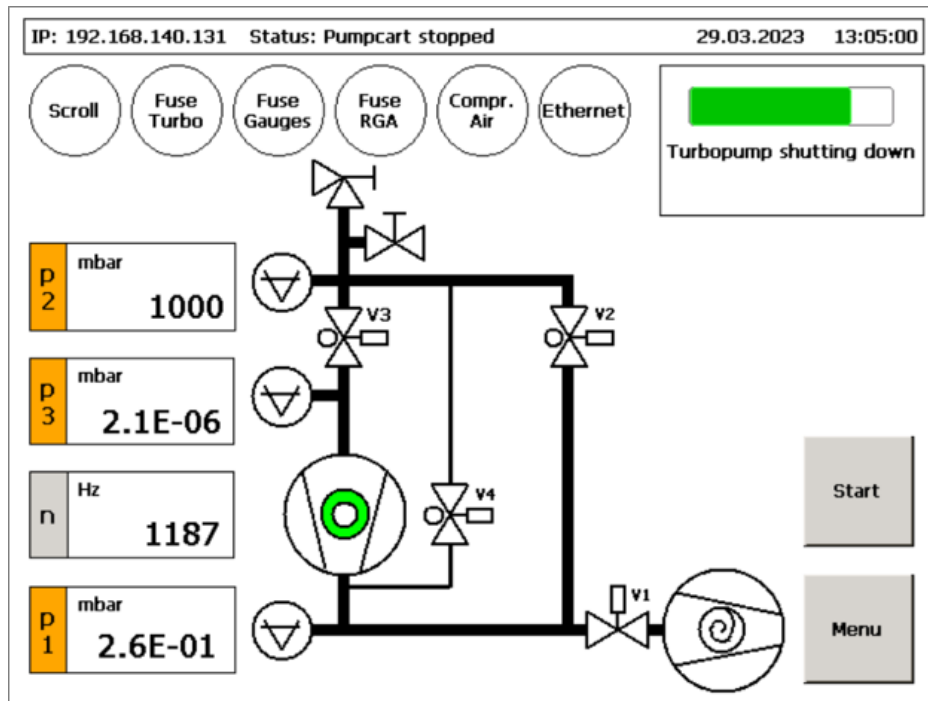 IP: 192.168.140.131 Status: Pumpcart stopped 29.03.2023 13:05:00
Scroll
Fuse
Turbo
Fuse
Gauges
Fuse
RGA
Compr.
Air
Ethernet
Turbopump shutting down
p
2
mbar
1000
V3
V2
p
3
mbar
2.1E-06
n
Hz
1187
V4
Start
p
1
mbar
2.6E-01
V1
Menu